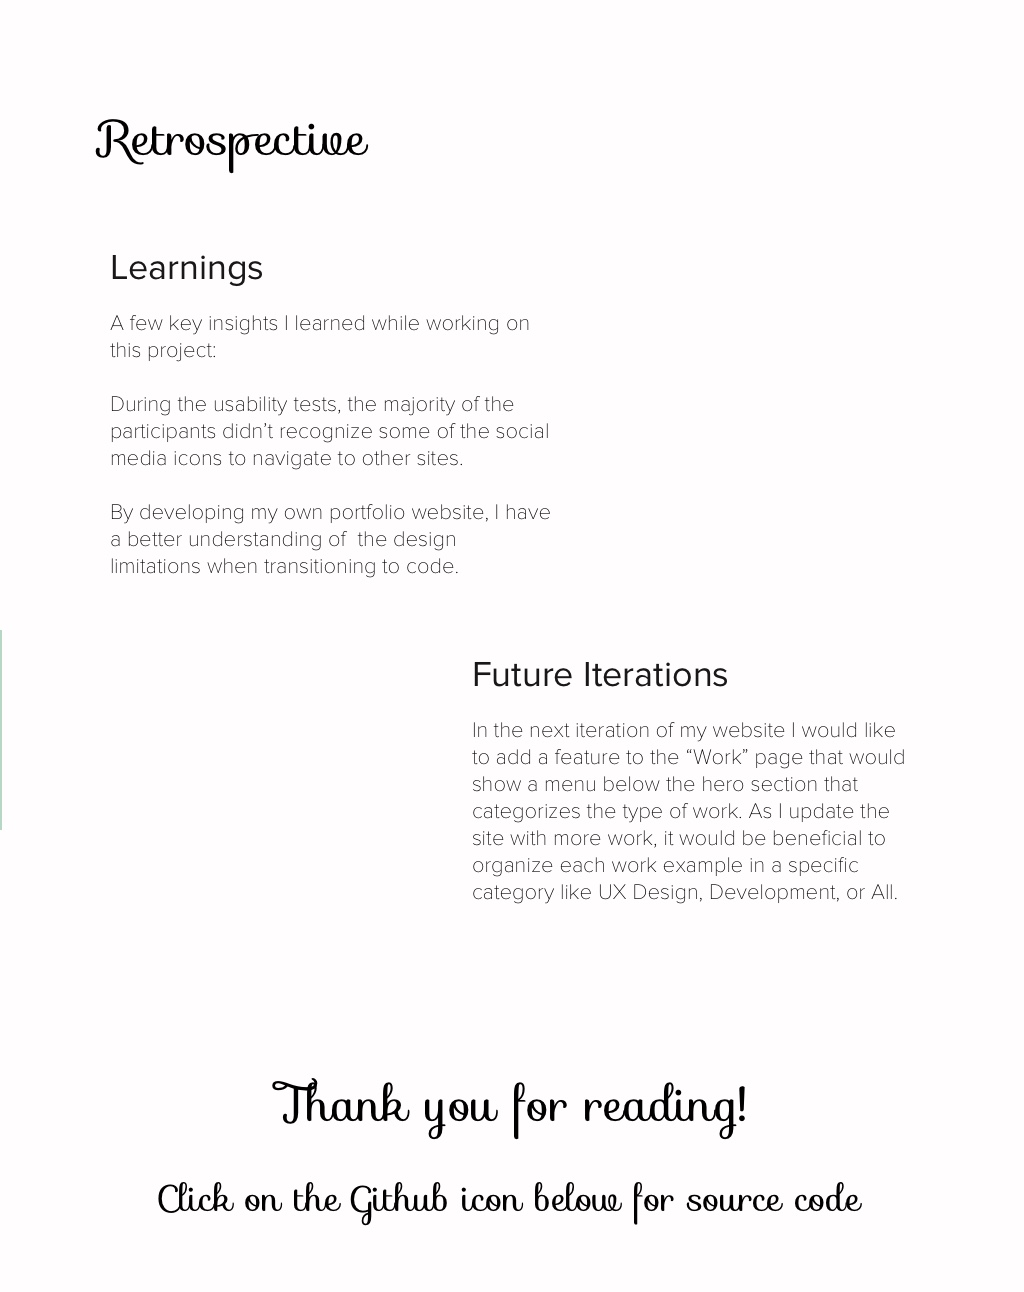 Retrospective
Learnings
A few key insights I learned while working on
this project:
During the usability tests, the majority of the
participants didn’t recognize some of the social
media icons to navigate to other sites.
By developing my own portfolio website, I have
a better understanding of  the design
limitations when transitioning to code.
Future Iterations
In the next iteration of my website I would like
to add a feature to the “Work” page that would
show a menu below the hero section that
categorizes the type of work. As I update the
site with more work, it would be beneficial to
organize each work example in a specific
category like UX Design, Development, or All.
Thank you for reading!
Click on the Github icon below for source code